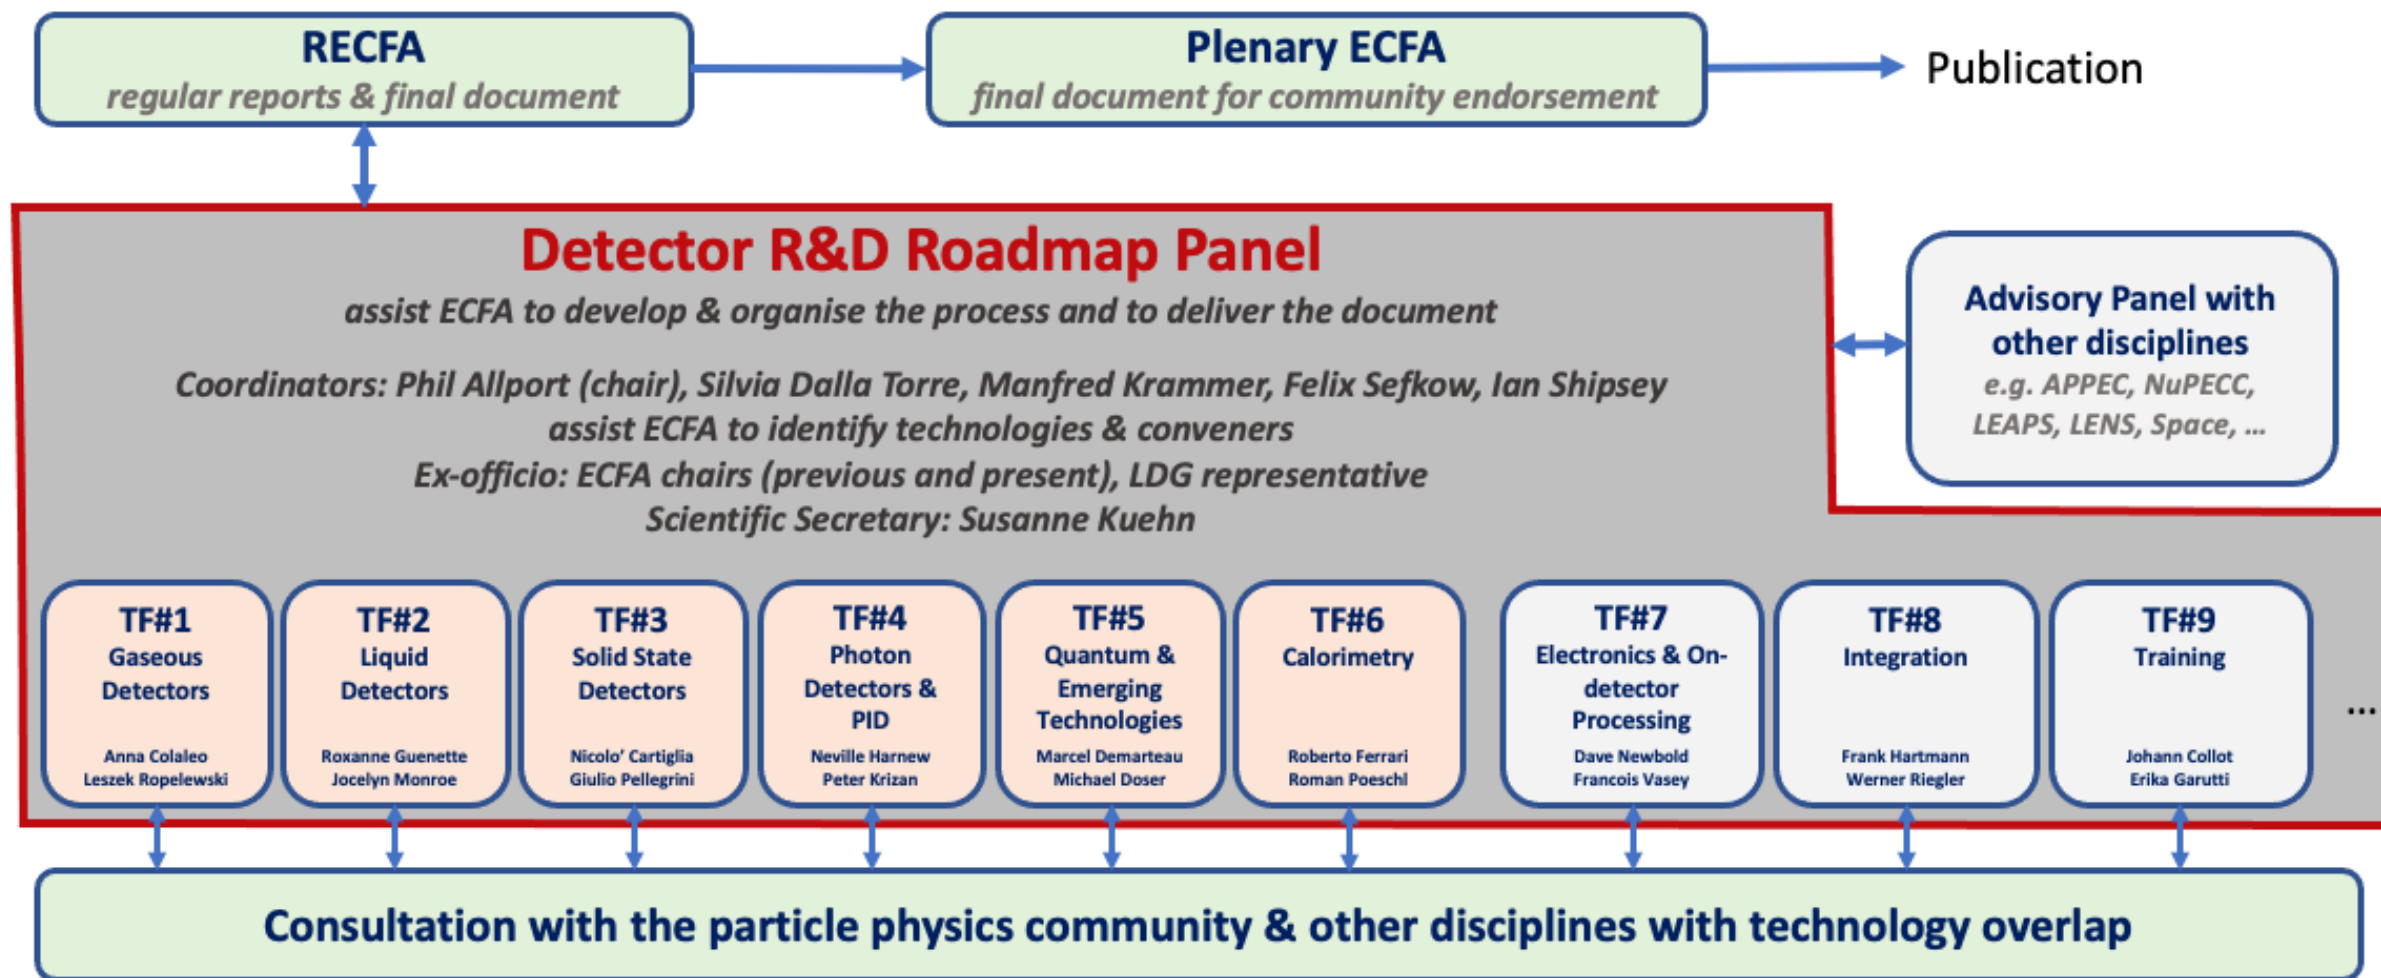 RECFA
regular reports & final document
Plenary ECFA
final document for community endorsement
Publication
Detector R&D Roadmap Panel
assist ECFA to develop & organise the process and to deliver the document
Coordinators: Phil Allport (chair), Silvia Dalla Torre, Manfred Krammer, Felix Sefkow, Ian Shipsey
assist ECFA to identify technologies & conveners
Ex-officio: ECFA chairs (previous and present), LDG representative
Scientific Secretary: Susanne Kuehn
Advisory Panel with
other disciplines
e.g. APPEC, NuPECC,
LEAPS, LENS, Space, ...
TF#1
Gaseous
Detectors
Anna Colaleo
Leszek Ropelewski
TF#2
Liquid
Detectors
Roxanne Guenette
Jocelyn Monroe
TF#3
Solid State
Detectors
Nicolo' Cartiglia
Giulio Pellegrini
TF#4
Photon
Detectors &
PID
Neville Harnew
Peter Krizan
TF#5
Quantum &
Emerging
Technologies
Marcel Demarteau
Michael Doser
TF#6
Calorimetry
Roberto Ferrari
Roman Poeschl
TF#7
Electronics & On-
detector
Processing
Dave Newbold
Francois Vasey
TF#8
Integration
Frank Hartmann
Werner Riegler
TF#9
Training
Johann Collot
Erika Garutti
...
Consultation with the particle physics community & other disciplines with technology overlap